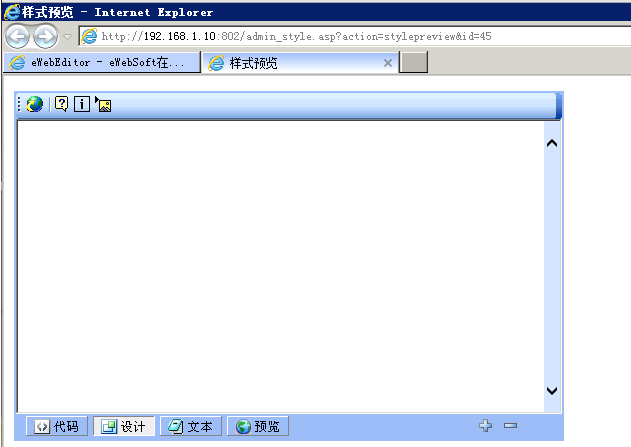 样式预览 - Internet Explorer
http://192.168.1.10:802/admin_style.asp?action=stylepreview&id=45
eWebEditor - eWebSoft在... 样式预览
代码 设计 文本 预览